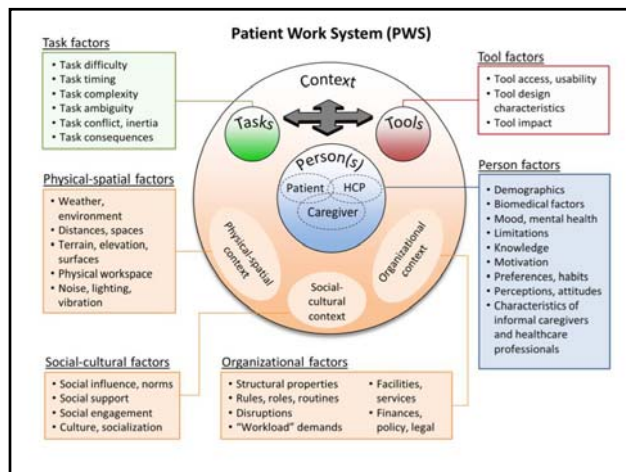 Patient Work System (PWS)
Task factors
• Task difficulty
• Task timing
• Task complexity
• Task ambiguity
• Task conflict, inertia
• Task consequences
Context
Tasks
Tools
Person(s)
Patient
HCP
Caregiver
Physical-spatial
context
Social-
cultural
context
Organizational
context
Tool factors
• Tool access, usability
• Tool design
characteristics
• Tool impact
Physical-spatial factors
• Weather,
environment
• Distances, spaces
• Terrain, elevation,
surfaces
• Physical workspace
• Noise, lighting,
vibration
Person factors
• Demographics
• Biomedical factors
• Mood, mental health
• Limitations
• Knowledge
• Motivation
• Preferences, habits
• Perceptions, attitudes
• Characteristics of
informal caregivers
and healthcare
professionals
Social-cultural factors
• Social influence, norms
• Social support
• Social engagement
• Culture, socialization
Organizational factors
• Structural properties
• Rules, roles, routines
• Disruptions
• “Workload” demands
• Facilities,
services
• Finances,
policy, legal